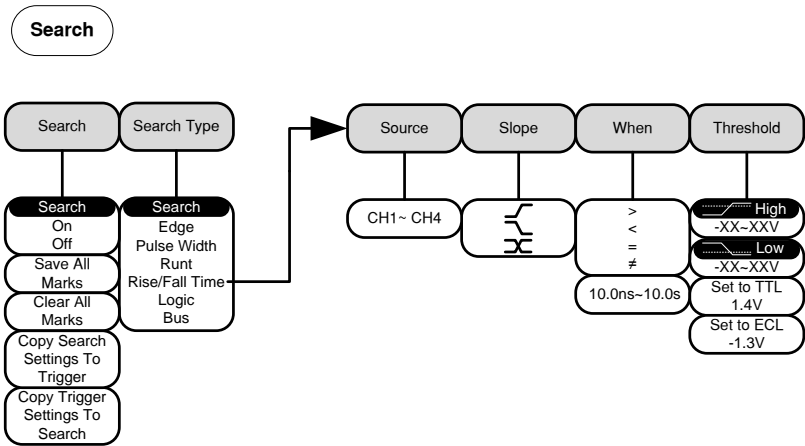 Search
Search
Search Type
Source
Slope
When
Threshold
Search
On
Off
Save All
Marks
Clear All
Marks
Copy Search
Settings To
Trigger
Copy Trigger
Settings To
Search
Search
Edge
Pulse Width
Runt
Rise/Fall Time
Logic
Bus
CH1~ CH4
>
<
=
≠
10.0ns~10.0s
High
-XX~XXV
Low
-XX~XXV
Set to TTL
1.4V
Set to ECL
-1.3V